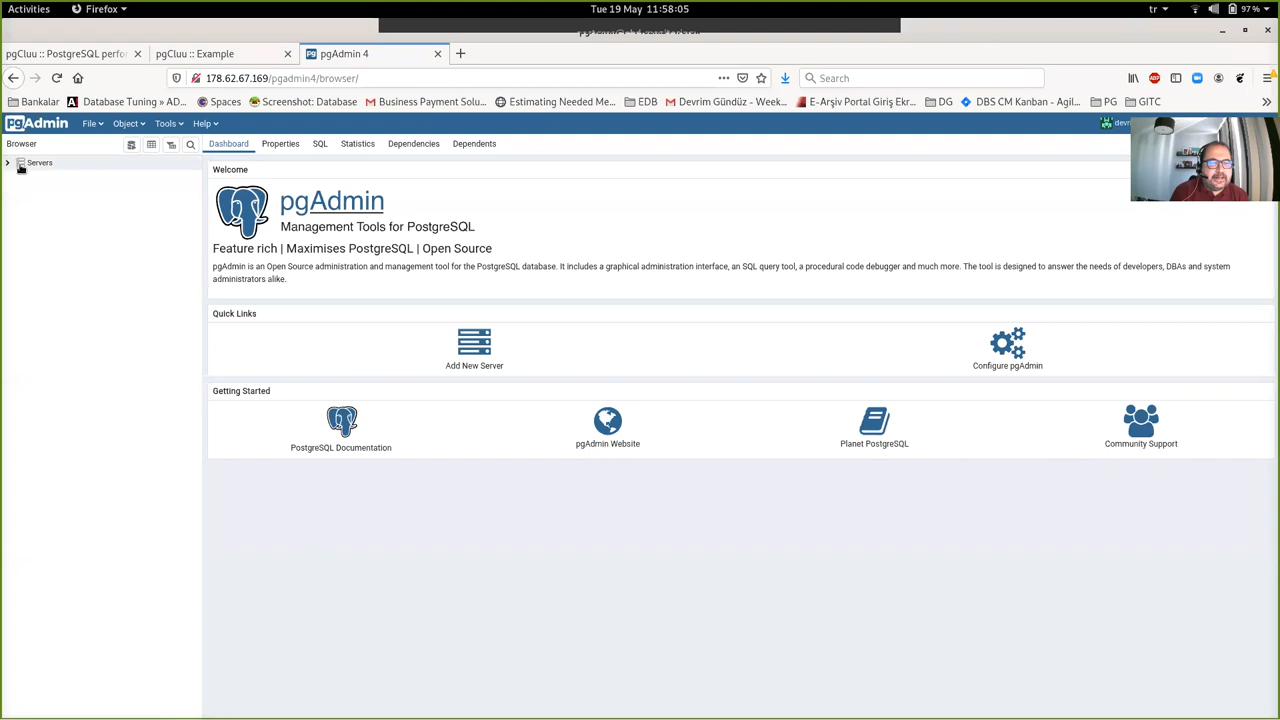 Activities
Firefox
Tue 19 May 11:58:05
tr
97 %
pgCluu :: PostgreSQL perfo
pgCluu :: Example
pgAdmin 4
178.62.67.169/pgadmin4/browser/
Search
Bankalar
Database Tuning » AD...
Spaces
Screenshot: Database
Business Payment Solu...
Estimating Needed Me...
EDB
Devrim Gündüz - Week...
E-Arşiv Portal Giriş Ekr...
DG
DBS CM Kanban - Agil...
PG
GITC
pgAdmin
File
Object
Tools
Help
Browser
Dashboard
Properties
SQL
Statistics
Dependencies
Dependents
Servers
Welcome
pgAdmin
Management Tools for PostgreSQL
Feature rich | Maximises PostgreSQL | Open Source
pgAdmin is an Open Source administration and management tool for the PostgreSQL database. It includes a graphical administration interface, an SQL query tool, a procedural code debugger and much more. The tool is designed to answer the needs of developers, DBAs and system
administrators alike.
Quick Links
Add New Server
Configure pgAdmin
Getting Started
PostgreSQL Documentation
pgAdmin Website
Planet PostgreSQL
Community Support